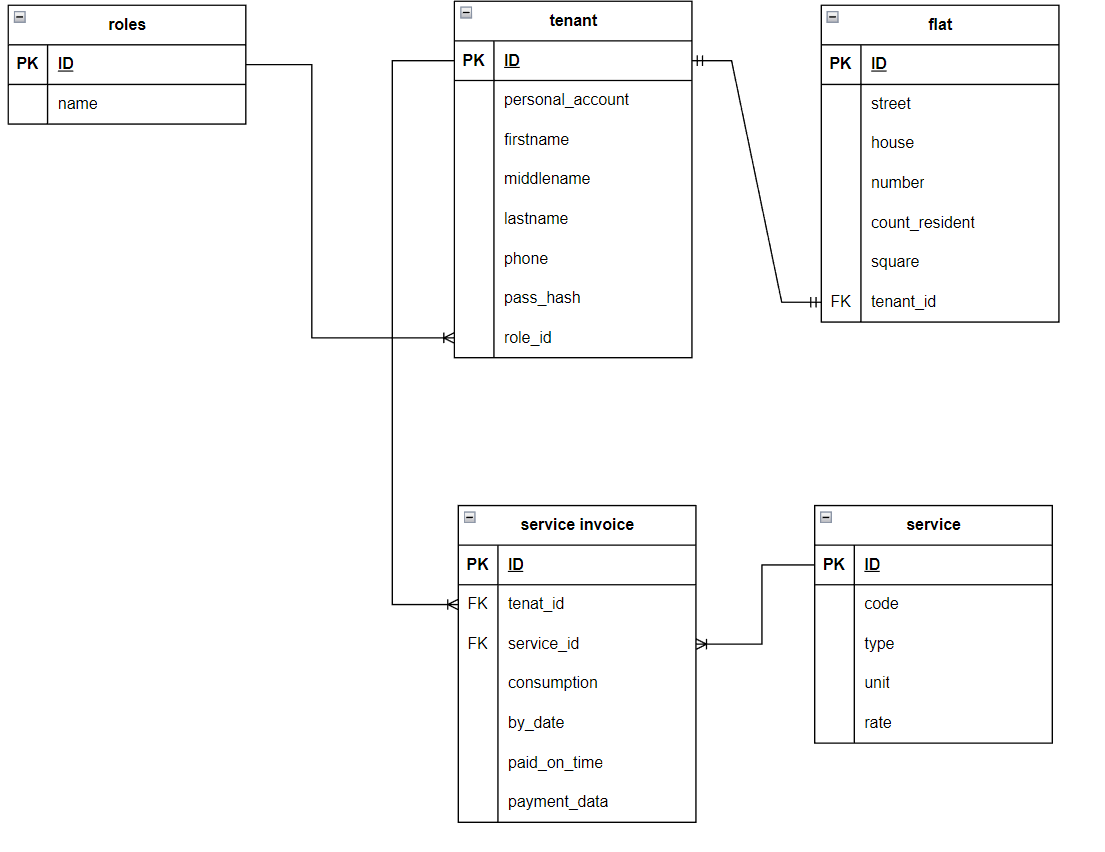 roles
PK ID
name
tenant
PK ID
personal_account
firstname
middlename
lastname
phone
pass_hash
role_id
flat
PK ID
street
house
number
count_resident
square
FK tenant_id
service invoice
PK ID
FK tenat_id
FK service_id
consumption
by_date
paid_on_time
payment_data
service
PK ID
code
type
unit
rate